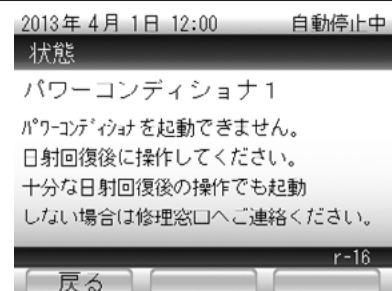 2013年 4月 1日 12:00 自動停止中
状態
パワーコンディショナ1
ﾊﾟﾜｰｺﾝﾃﾞｨｼｮﾅを起動できません。
日射回復後に操作してください。
十分な日射回復後の操作でも起動
しない場合は修理窓口へご連絡ください。
r-16
戻る